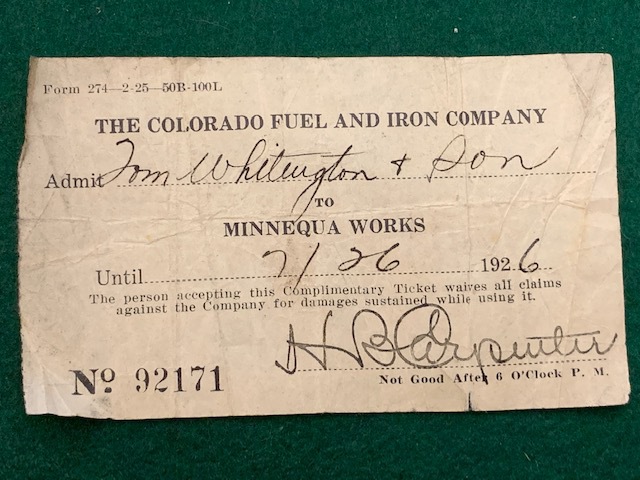 Form 274—2-25—50B-100L
THE COLORADO FUEL AND IRON COMPANY
Admit Tom Whitington & Son
TO
MINNEQUA WORKS
Until 7/26 1926
The person accepting this Complimentary Ticket waives all claims
against the Company for damages sustained while using it.
H B Carpenter
Nº 92171
Not Good After 6 O'Clock P. M.